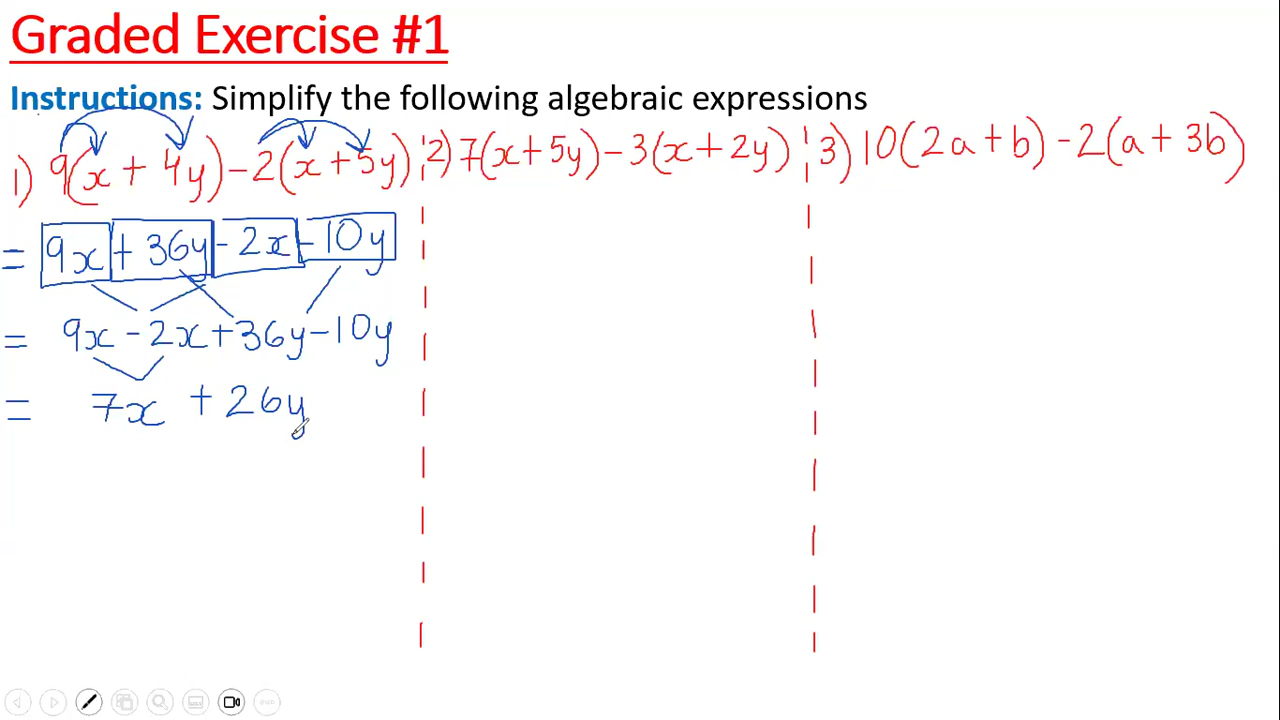 Graded Exercise #1
Instructions: Simplify the following algebraic expressions
1) 9(x + 4y) - 2(x + 5y)
= 9x + 36y - 2x - 10y
= 9x - 2x + 36y - 10y
= 7x + 26y
2) 7(x + 5y) - 3(x + 2y)
3) 10(2a + b) - 2(a + 3b)